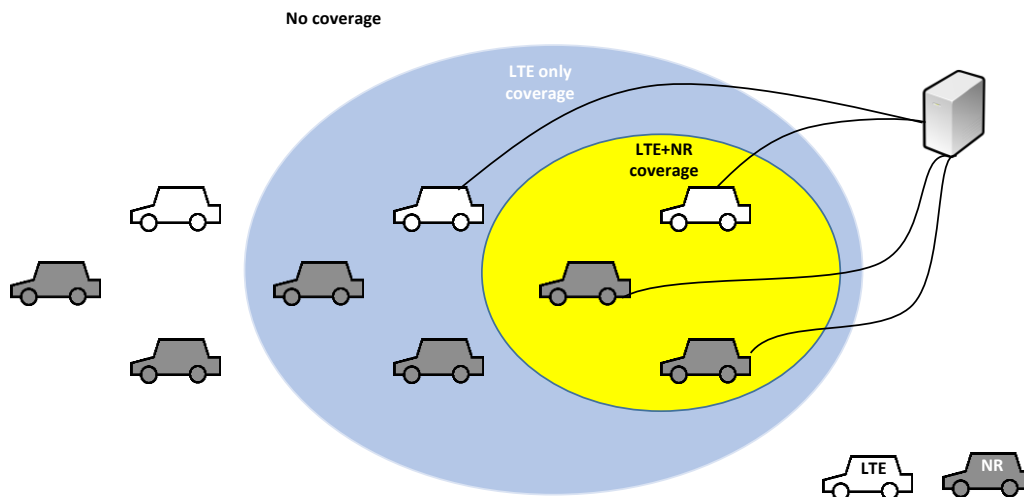 No coverage
LTE only
coverage
LTE+NR
coverage
LTE
NR